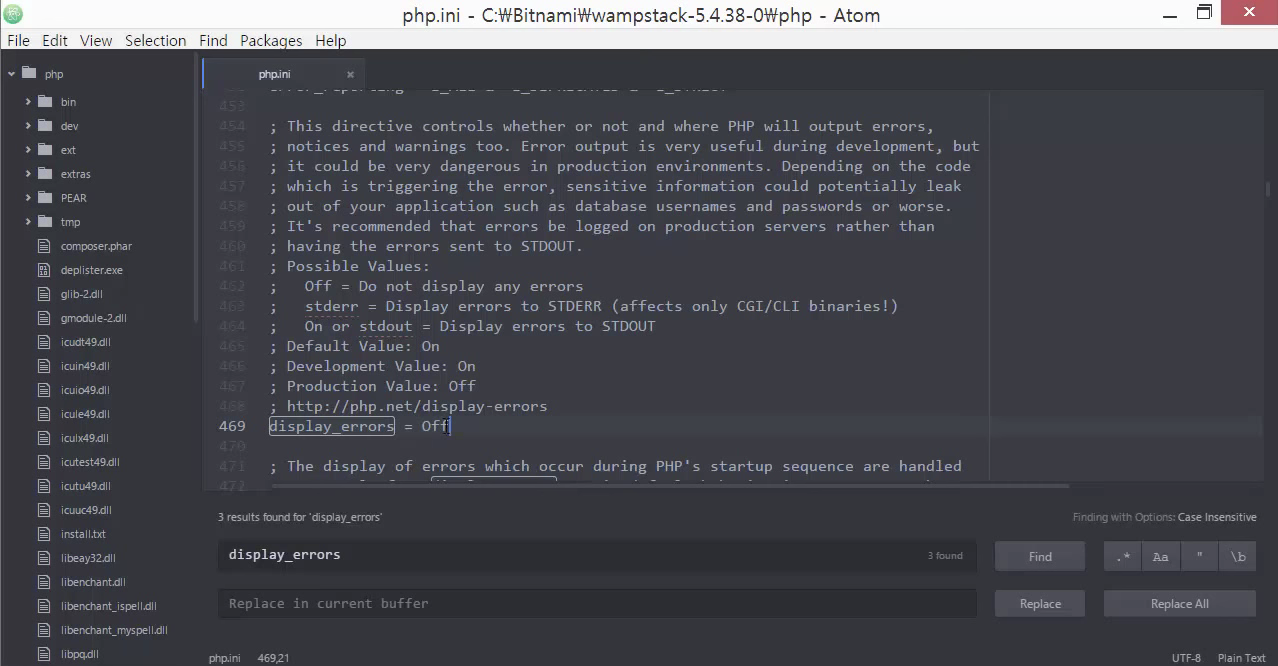 php.ini - C:₩Bitnami₩wampstack-5.4.38-0₩php - Atom
File Edit View Selection Find Packages Help
php
bin
dev
ext
extras
PEAR
tmp
composer.phar
deplister.exe
glib-2.dll
gmodule-2.dll
icudt49.dll
icuin49.dll
icuio49.dll
icule49.dll
iculx49.dll
icutest49.dll
icutu49.dll
icuuc49.dll
install.txt
libeay32.dll
libenchant.dll
libenchant_ispell.dll
libenchant_myspell.dll
libpq.dll
php.ini
453
454 ; This directive controls whether or not and where PHP will output errors,
455 ; notices and warnings too. Error output is very useful during development, but
456 ; it could be very dangerous in production environments. Depending on the code
457 ; which is triggering the error, sensitive information could potentially leak
458 ; out of your application such as database usernames and passwords or worse.
459 ; It's recommended that errors be logged on production servers rather than
460 ; having the errors sent to STDOUT.
461 ; Possible Values:
462 ;   Off = Do not display any errors
463 ;   stderr = Display errors to STDERR (affects only CGI/CLI binaries!)
464 ;   On or stdout = Display errors to STDOUT
465 ; Default Value: On
466 ; Development Value: On
467 ; Production Value: Off
468 ; http://php.net/display-errors
469 display_errors = Off
470
471 ; The display of errors which occur during PHP's startup sequence are handled
472
3 results found for 'display_errors'
Finding with Options: Case Insensitive
display_errors 3 found Find .* Aa " \b
Replace in current buffer Replace Replace All
php.ini 469,21 UTF-8 Plain Text